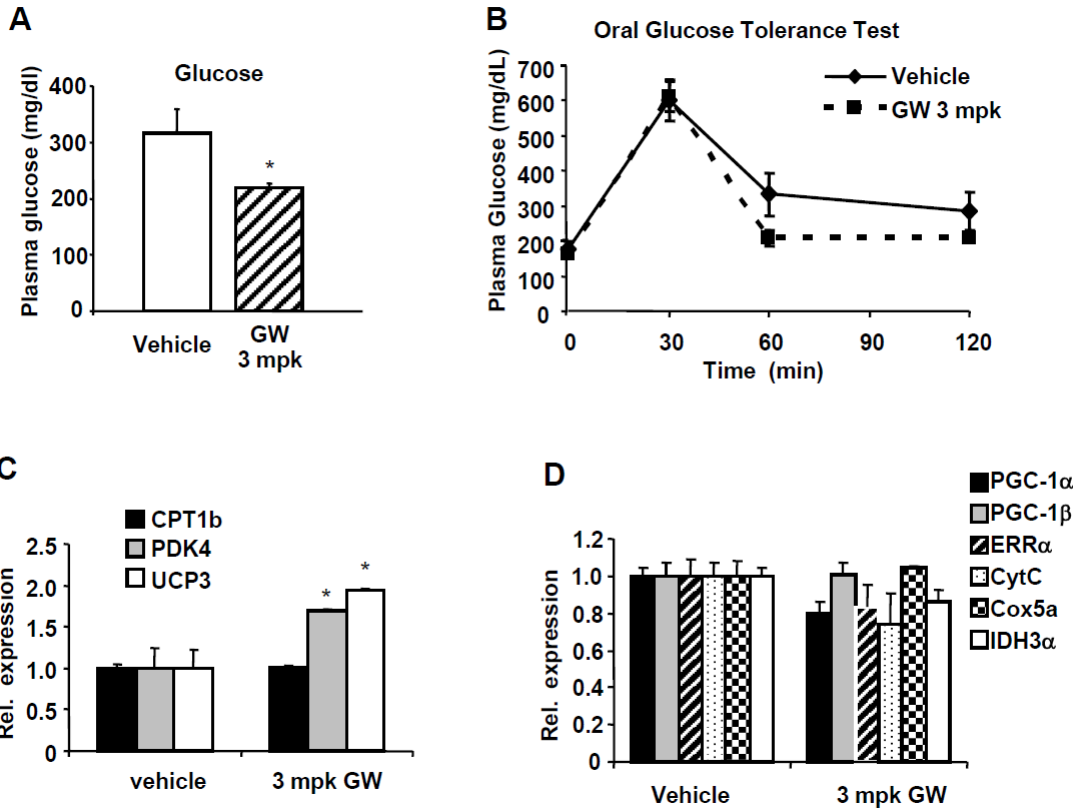 A
Glucose
Plasma glucose (mg/dl)
400
300
200
100
0
*
Vehicle
GW
3 mpk
B
Oral Glucose Tolerance Test
Plasma Glucose (mg/dL)
700
600
500
400
300
200
100
0
Vehicle
GW 3 mpk
0 30 60 90 120
Time (min)
C
CPT1b
PDK4
UCP3
Rel. expression
2.5
2.0
1.5
1.0
0.5
0
* *
vehicle 3 mpk GW
D
PGC-1α
PGC-1β
ERRα
CytC
Cox5a
IDH3α
Rel. expression
1.2
1.0
0.8
0.6
0.4
0.2
0
Vehicle 3 mpk GW